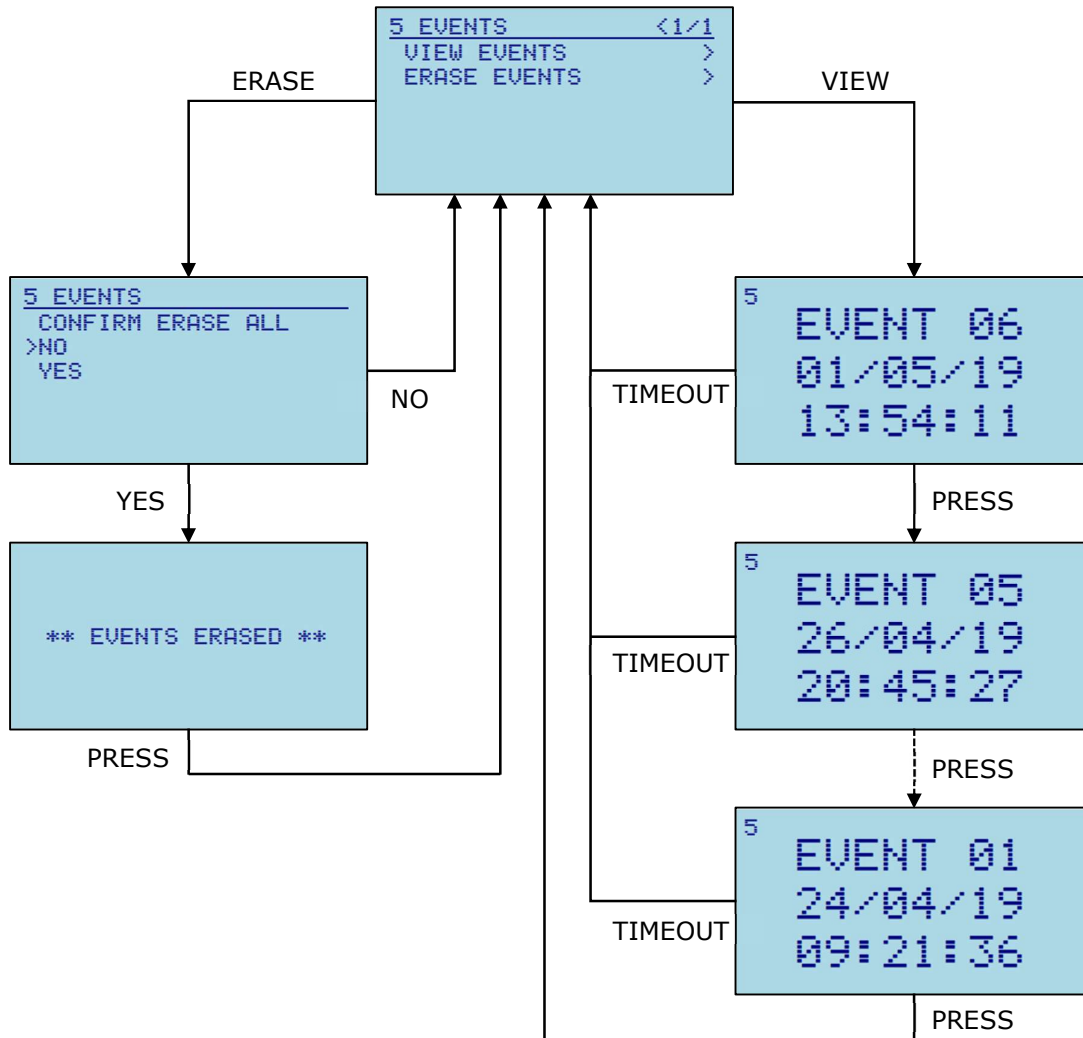 5 EVENTS <1/1
VIEW EVENTS >
ERASE EVENTS >
ERASE
VIEW
5 EVENTS
CONFIRM ERASE ALL
>NO
YES
NO
YES
** EVENTS ERASED **
PRESS
5
EVENT 06
01/05/19
13:54:11
TIMEOUT
PRESS
5
EVENT 05
26/04/19
20:45:27
TIMEOUT
PRESS
5
EVENT 01
24/04/19
09:21:36
TIMEOUT
PRESS